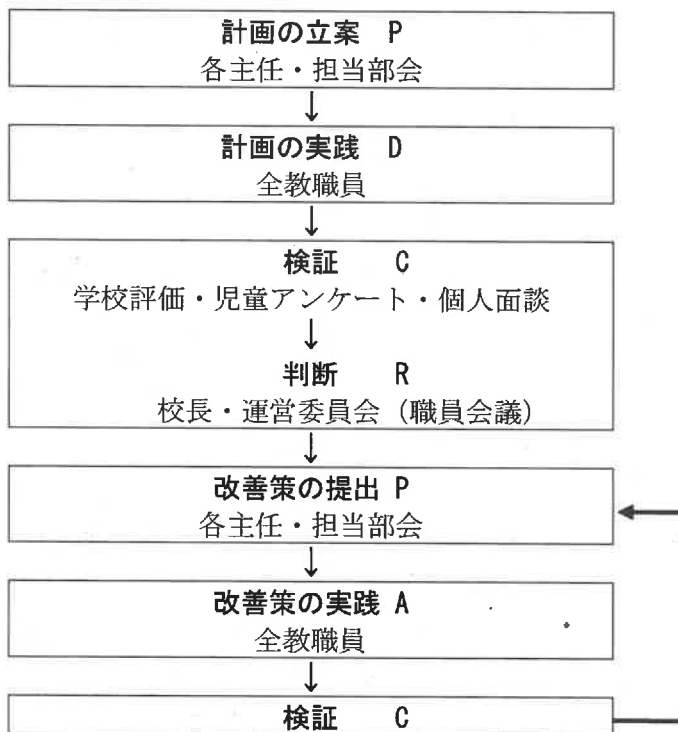 計画の立案 P
各主任・担当部会
↓
計画の実践 D
全教職員
↓
検証 C
学校評価・児童アンケート・個人面談
↓
判断 R
校長・運営委員会（職員会議）
↓
改善策の提出 P
各主任・担当部会
↓
改善策の実践 A
全教職員
↓
検証 C